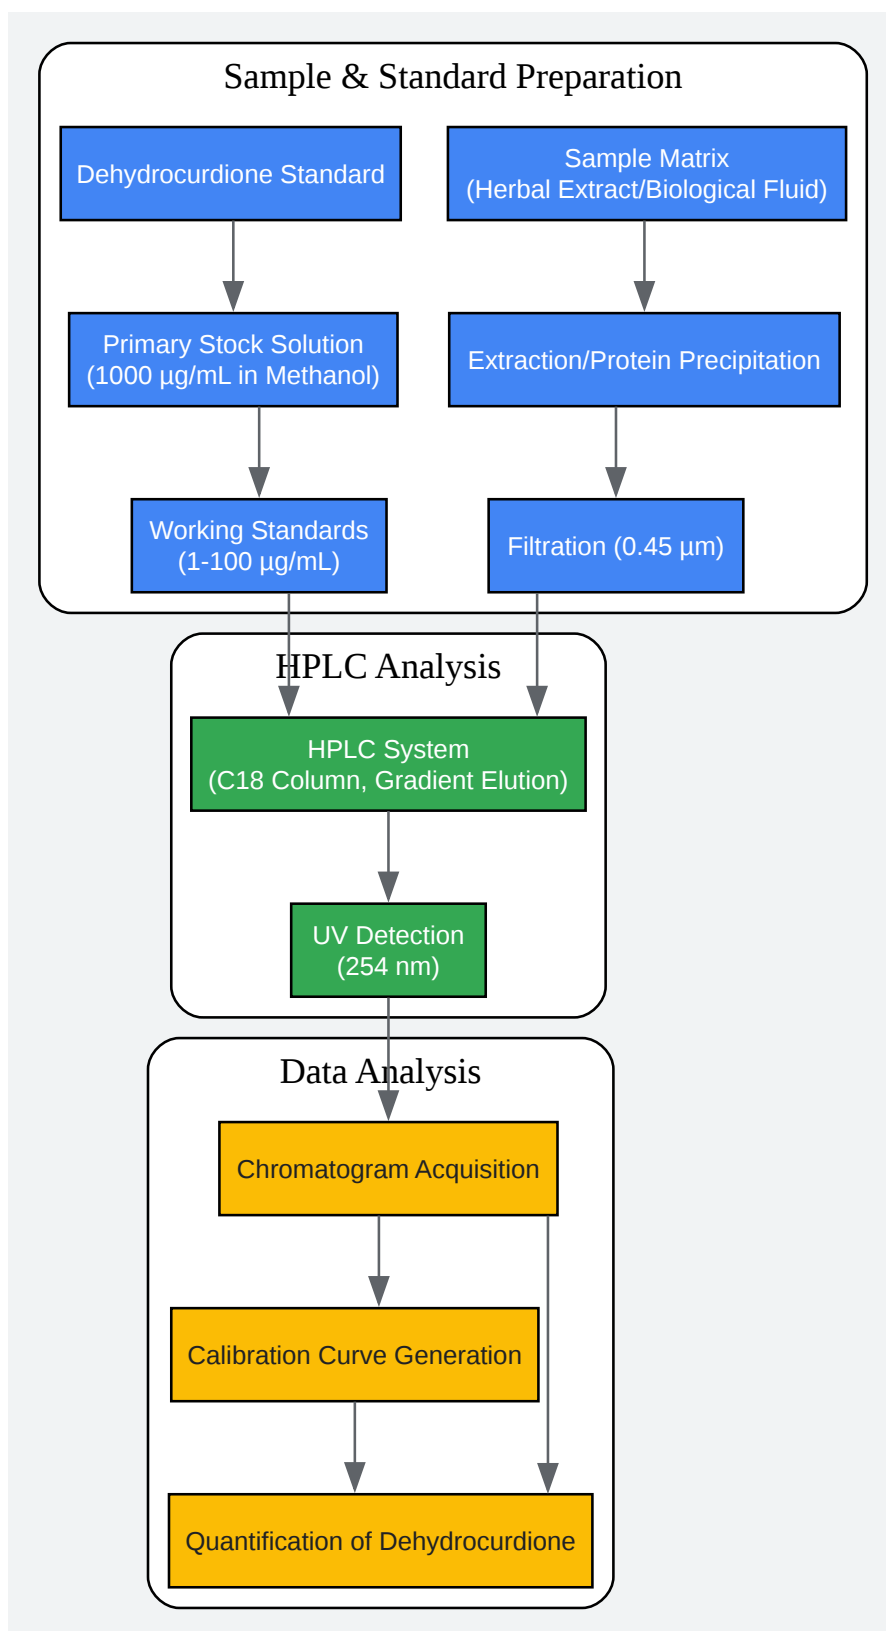 Sample & Standard Preparation
Dehydrocurdione Standard
Sample Matrix
(Herbal Extract/Biological Fluid)
Primary Stock Solution
(1000 µg/mL in Methanol)
Extraction/Protein Precipitation
Working Standards
(1-100 µg/mL)
Filtration (0.45 µm)
HPLC Analysis
HPLC System
(C18 Column, Gradient Elution)
UV Detection
(254 nm)
Data Analysis
Chromatogram Acquisition
Calibration Curve Generation
Quantification of Dehydrocurdione